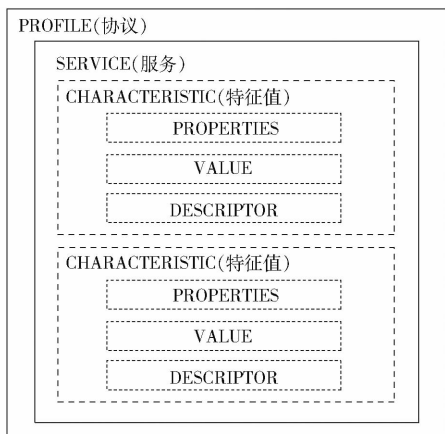 PROFILE(协议)
SERVICE(服务)
CHARACTERISTIC(特征值)
PROPERTIES
VALUE
DESCRIPTOR
CHARACTERISTIC(特征值)
PROPERTIES
VALUE
DESCRIPTOR